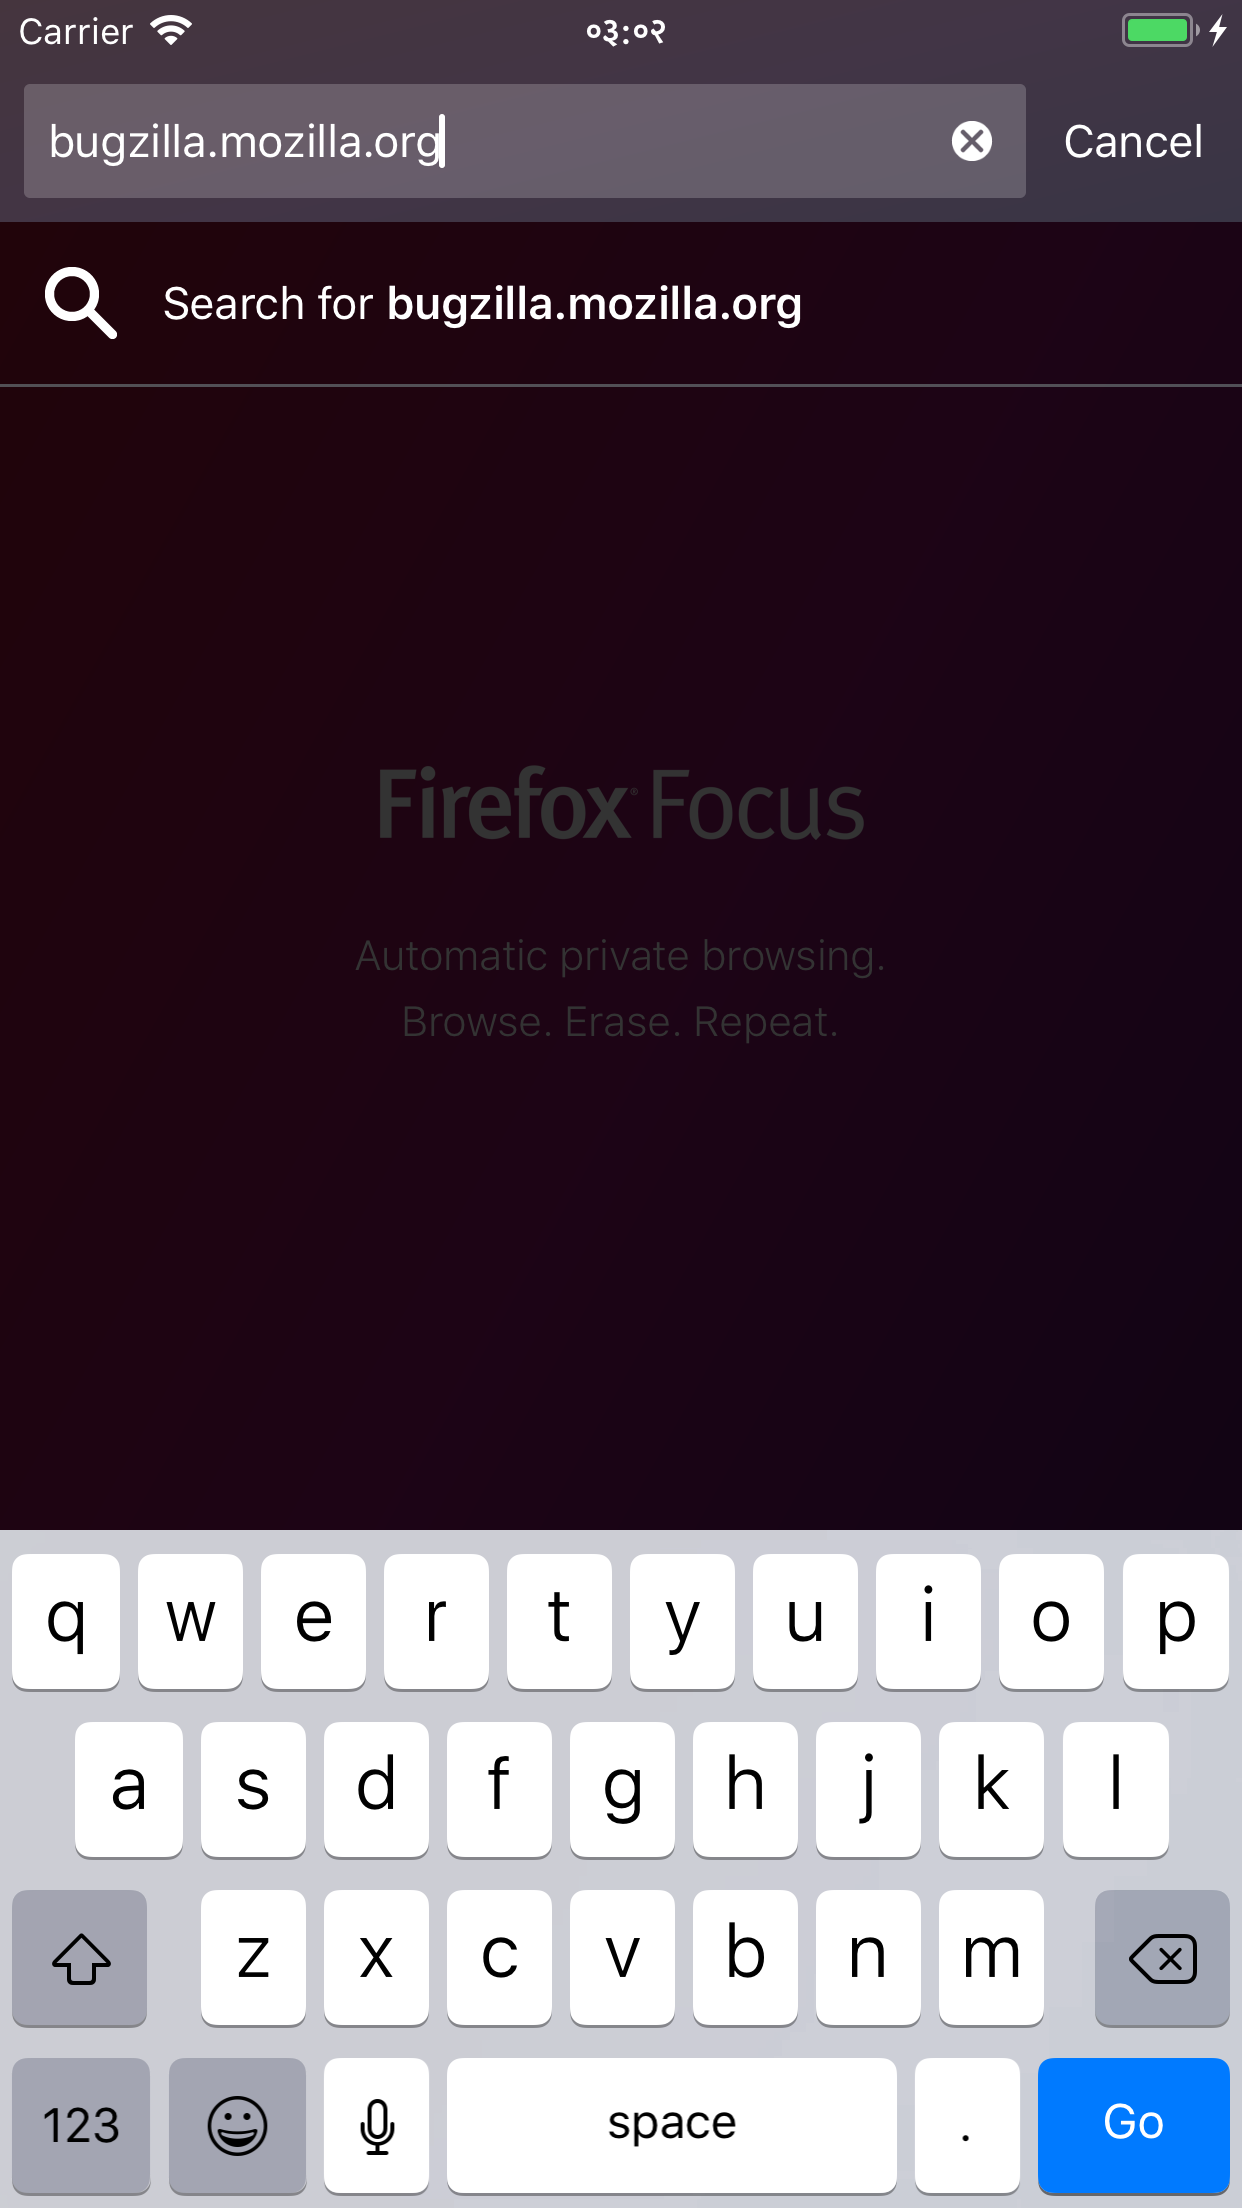 Carrier
०३:०२
bugzilla.mozilla.org
Cancel
Search for bugzilla.mozilla.org
Firefox® Focus
Automatic private browsing.
Browse. Erase. Repeat.
q w e r t y u i o p
a s d f g h j k l
z x c v b n m
123 space . Go